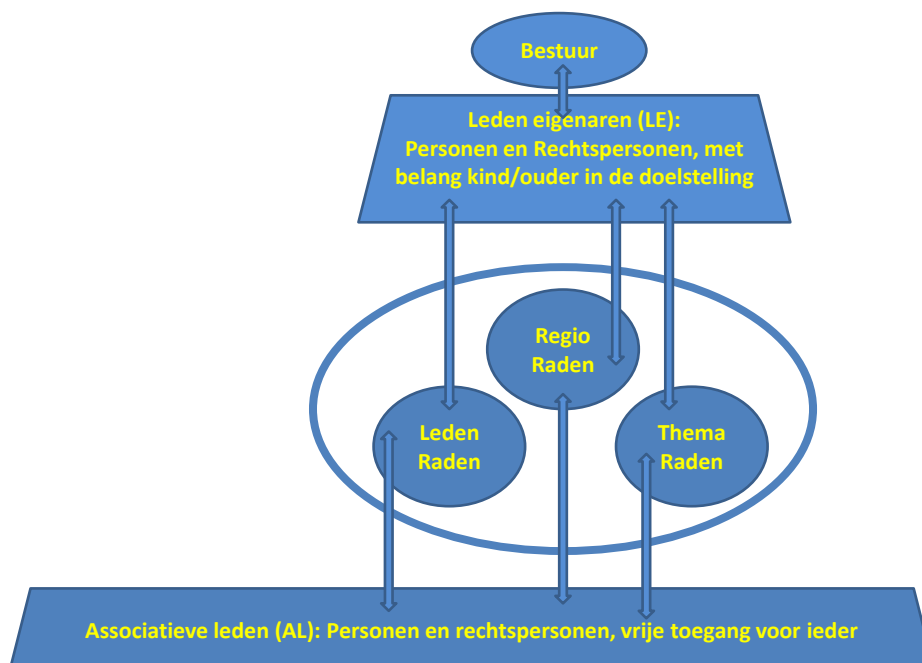 Bestuur
Leden eigenaren (LE):
Personen en Rechtspersonen, met
belang kind/ouder in de doelstelling
Regio
Raden
Leden
Raden
Thema
Raden
Associatieve leden (AL): Personen en rechtspersonen, vrije toegang voor ieder